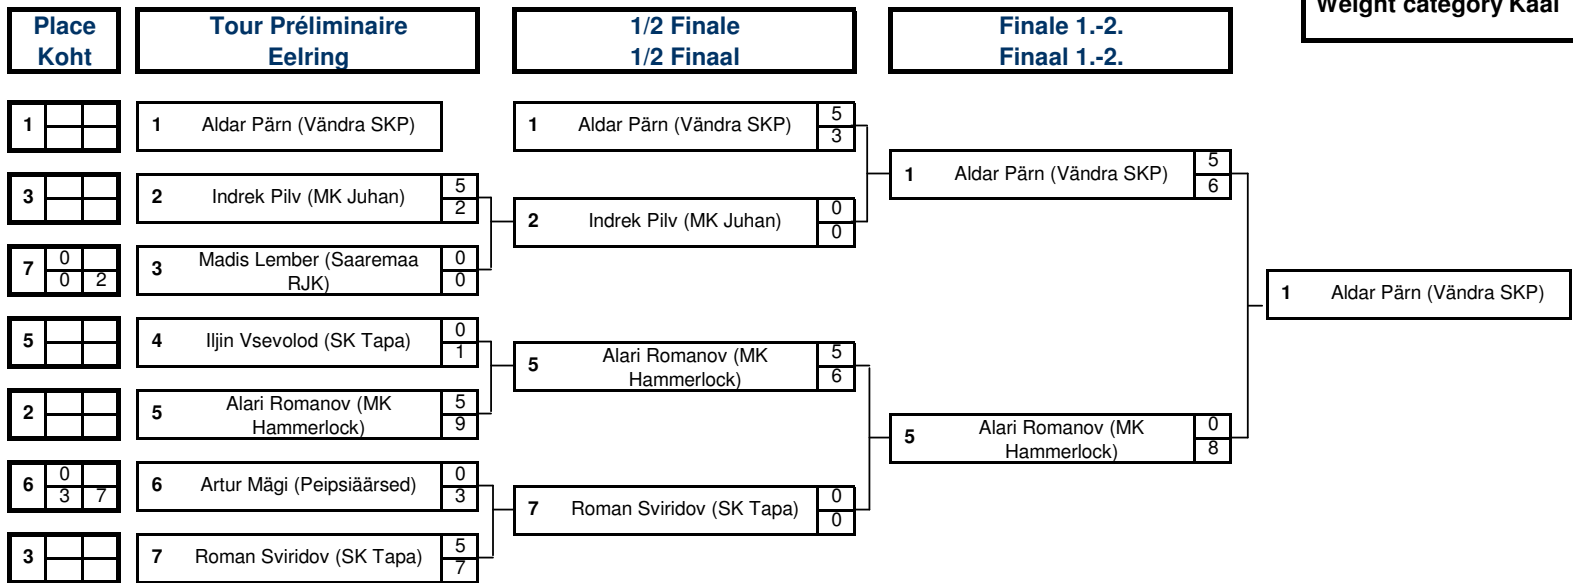 Weight category Kaal
Place
Koht
Tour Préliminaire
Eelring
1/2 Finale
1/2 Finaal
Finale 1.-2.
Finaal 1.-2.
1
1 Aldar Pärn (Vändra SKP)
1 Aldar Pärn (Vändra SKP) 5
3
1 Aldar Pärn (Vändra SKP) 5
6
3
2 Indrek Pilv (MK Juhan) 5
2
2 Indrek Pilv (MK Juhan) 0
0
7 0
0 2
3 Madis Lember (Saaremaa
RJK)
0
0
1 Aldar Pärn (Vändra SKP)
5
4 Iljin Vsevolod (SK Tapa) 0
1
5 Alari Romanov (MK
Hammerlock)
5
6
2
5 Alari Romanov (MK
Hammerlock)
5
9
5 Alari Romanov (MK
Hammerlock)
0
8
6 0
3 7
6 Artur Mägi (Peipsiäärsed) 0
3
7 Roman Sviridov (SK Tapa) 0
0
3
7 Roman Sviridov (SK Tapa) 5
7